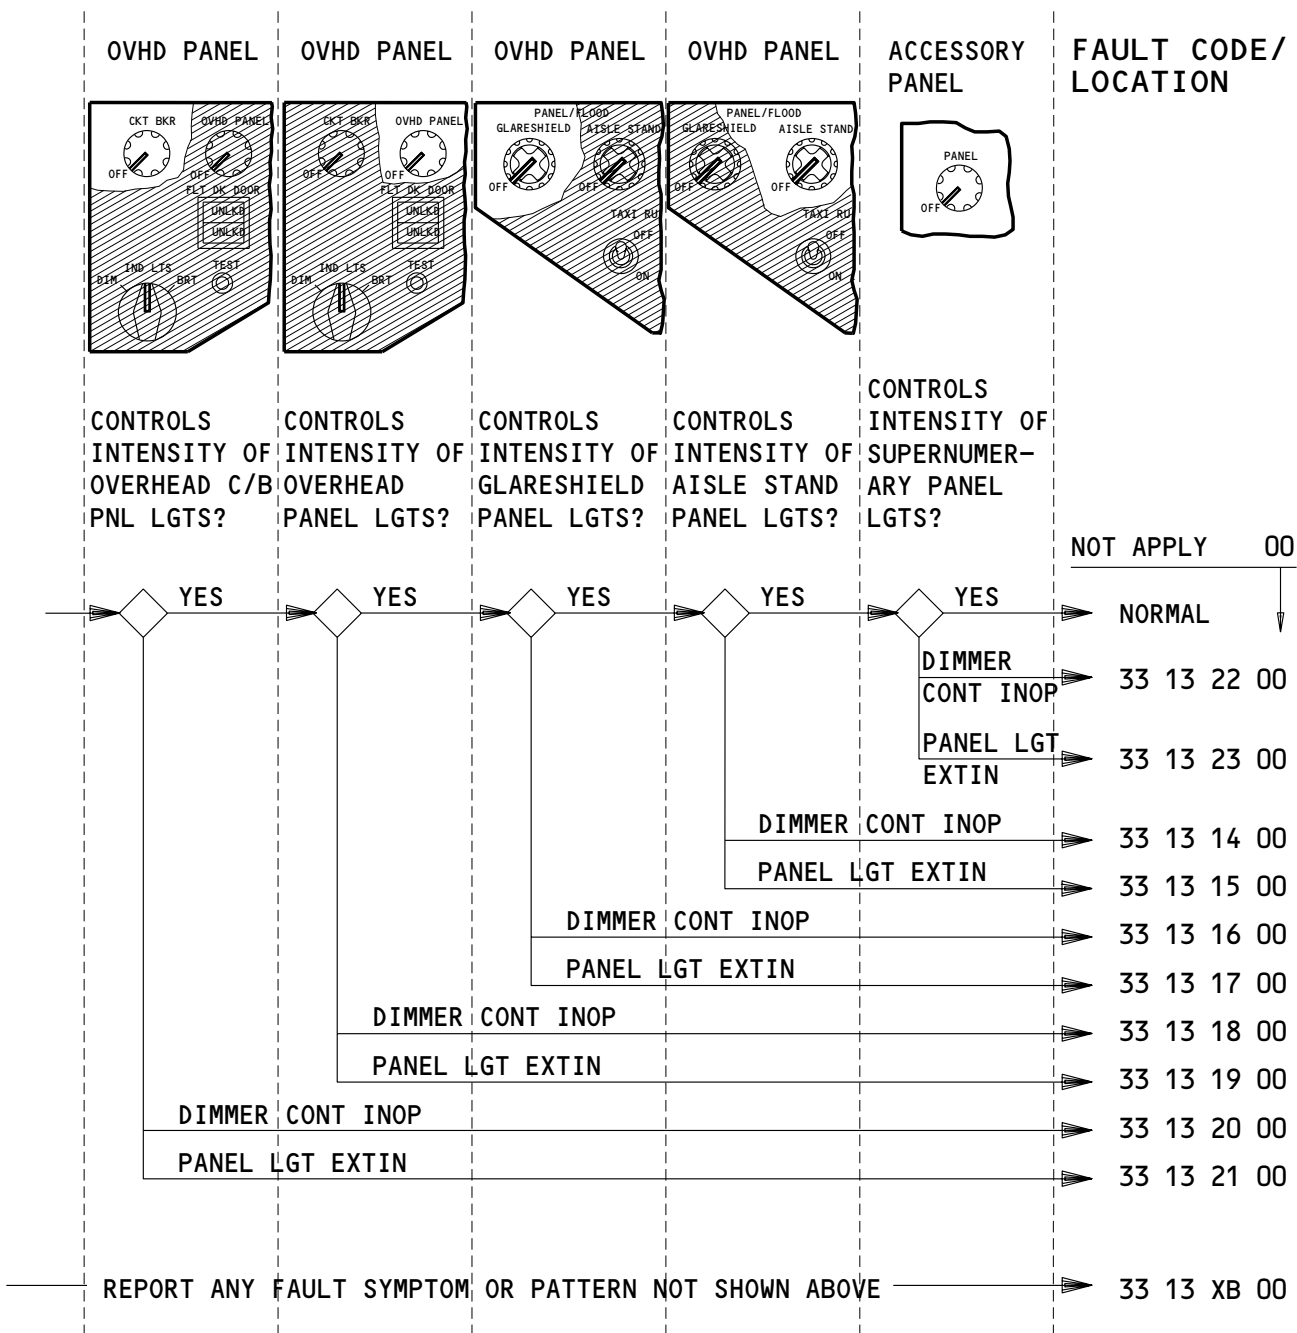 OVHD PANEL
OVHD PANEL
OVHD PANEL
OVHD PANEL
ACCESSORY
PANEL
FAULT CODE/
LOCATION
CKT BKR
OVHD PANEL
OFF
OFF
FLT DK DOOR
UNLKD
UNLKD
IND LTS
DIM
BRT
TEST
CKT BKR
OVHD PANEL
OFF
OFF
FLT DK DOOR
UNLKD
UNLKD
IND LTS
DIM
BRT
TEST
PANEL/FLOOD
GLARESHIELD
AISLE STAND
OFF
OFF
TAXI RU
OFF
ON
PANEL/FLOOD
GLARESHIELD
AISLE STAND
OFF
OFF
TAXI RU
OFF
ON
PANEL
OFF
CONTROLS
INTENSITY OF
OVERHEAD C/B
PNL LGTS?
CONTROLS
INTENSITY OF
OVERHEAD
PANEL LGTS?
CONTROLS
INTENSITY OF
GLARESHIELD
PANEL LGTS?
CONTROLS
INTENSITY OF
AISLE STAND
PANEL LGTS?
CONTROLS
INTENSITY OF
SUPERNUMER-
ARY PANEL
LGTS?
NOT APPLY 00
YES
YES
YES
YES
YES
NORMAL
DIMMER
CONT INOP
33 13 22 00
PANEL LGT
EXTIN
33 13 23 00
DIMMER CONT INOP
33 13 14 00
PANEL LGT EXTIN
33 13 15 00
DIMMER CONT INOP
33 13 16 00
PANEL LGT EXTIN
33 13 17 00
DIMMER CONT INOP
33 13 18 00
PANEL LGT EXTIN
33 13 19 00
DIMMER CONT INOP
33 13 20 00
PANEL LGT EXTIN
33 13 21 00
REPORT ANY FAULT SYMPTOM OR PATTERN NOT SHOWN ABOVE
33 13 XB 00